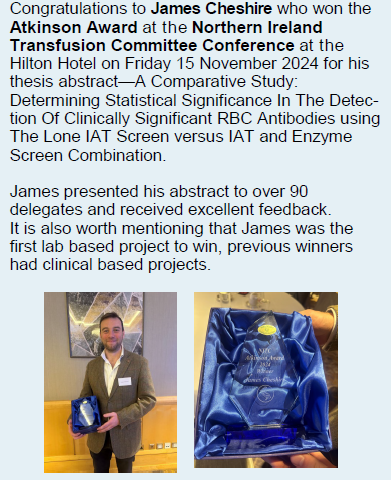 Congratulations to James Cheshire who won the
Atkinson Award at the Northern Ireland
Transfusion Committee Conference at the
Hilton Hotel on Friday 15 November 2024 for his
thesis abstract—A Comparative Study:
Determining Statistical Significance In The Detec-
tion Of Clinically Significant RBC Antibodies using
The Lone IAT Screen versus IAT and Enzyme
Screen Combination.
James presented his abstract to over 90
delegates and received excellent feedback.
It is also worth mentioning that James was the
first lab based project to win, previous winners
had clinical based projects.
Atkinson Award
2024
Winner
James Cheshire